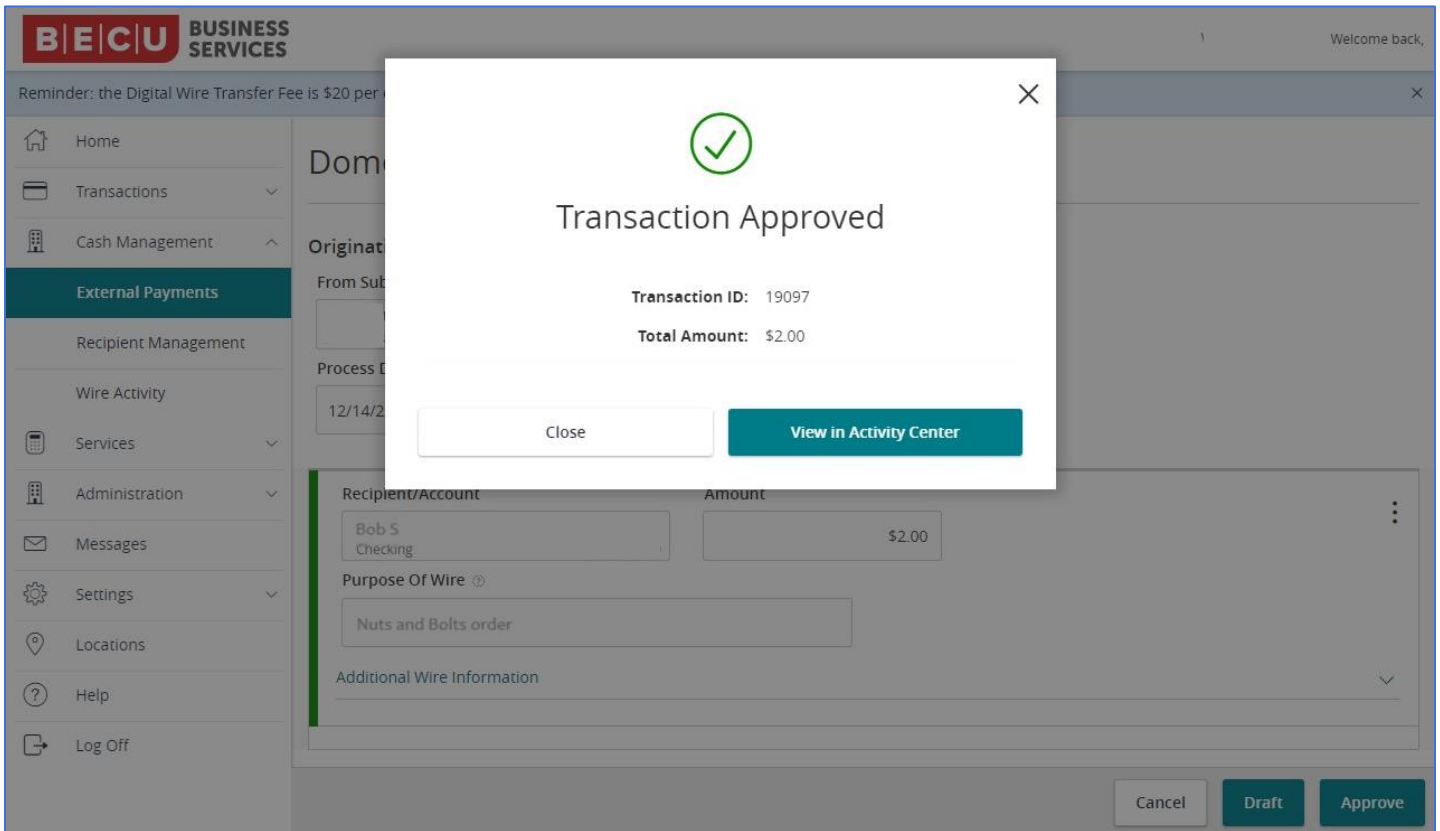 BECU BUSINESS SERVICES
Welcome back,
Reminder: the Digital Wire Transfer Fee is $20 per
Home
Transactions
Cash Management
External Payments
Recipient Management
Wire Activity
Services
Administration
Messages
Settings
Locations
Help
Log Off
Transaction Approved
Transaction ID: 19097
Total Amount: $2.00
Close View in Activity Center
Dom
Originat
From Sub
Process D
12/14/2
Recipient/Account Amount
Bob S
Checking
$2.00
Purpose Of Wire
Nuts and Bolts order
Additional Wire Information
Cancel Draft Approve